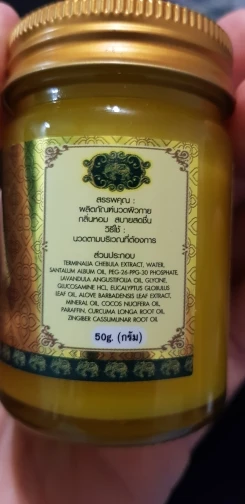 สรรพคุณ :
ผลิตภัณฑ์นวดผิวกาย
กลิ่นหอม สบายสดชื่น
วิธีใช้ :
นวดตามบริเวณที่ต้องการ
ส่วนประกอบ
TERMINALIA CHEBULA EXTRACT, WATER,
SANTALUM ALBUM OIL, PEG-26-PPG-30 PHOSPHATE,
LAVANDULA ANGUSTIFOLIA OIL, GLYCINE,
GLUCOSAMINE HCL, EUCALYPTUS GLOBULUS
LEAF OIL, ALOVE BARBADENSIS LEAF EXTRACT,
MINERAL OIL, COCOS NUCIFERA OIL,
PARAFFIN, CURCUMA LONGA ROOT OIL,
ZINGIBER CASSUMUNAR ROOT OIL
50g. (กรัม)